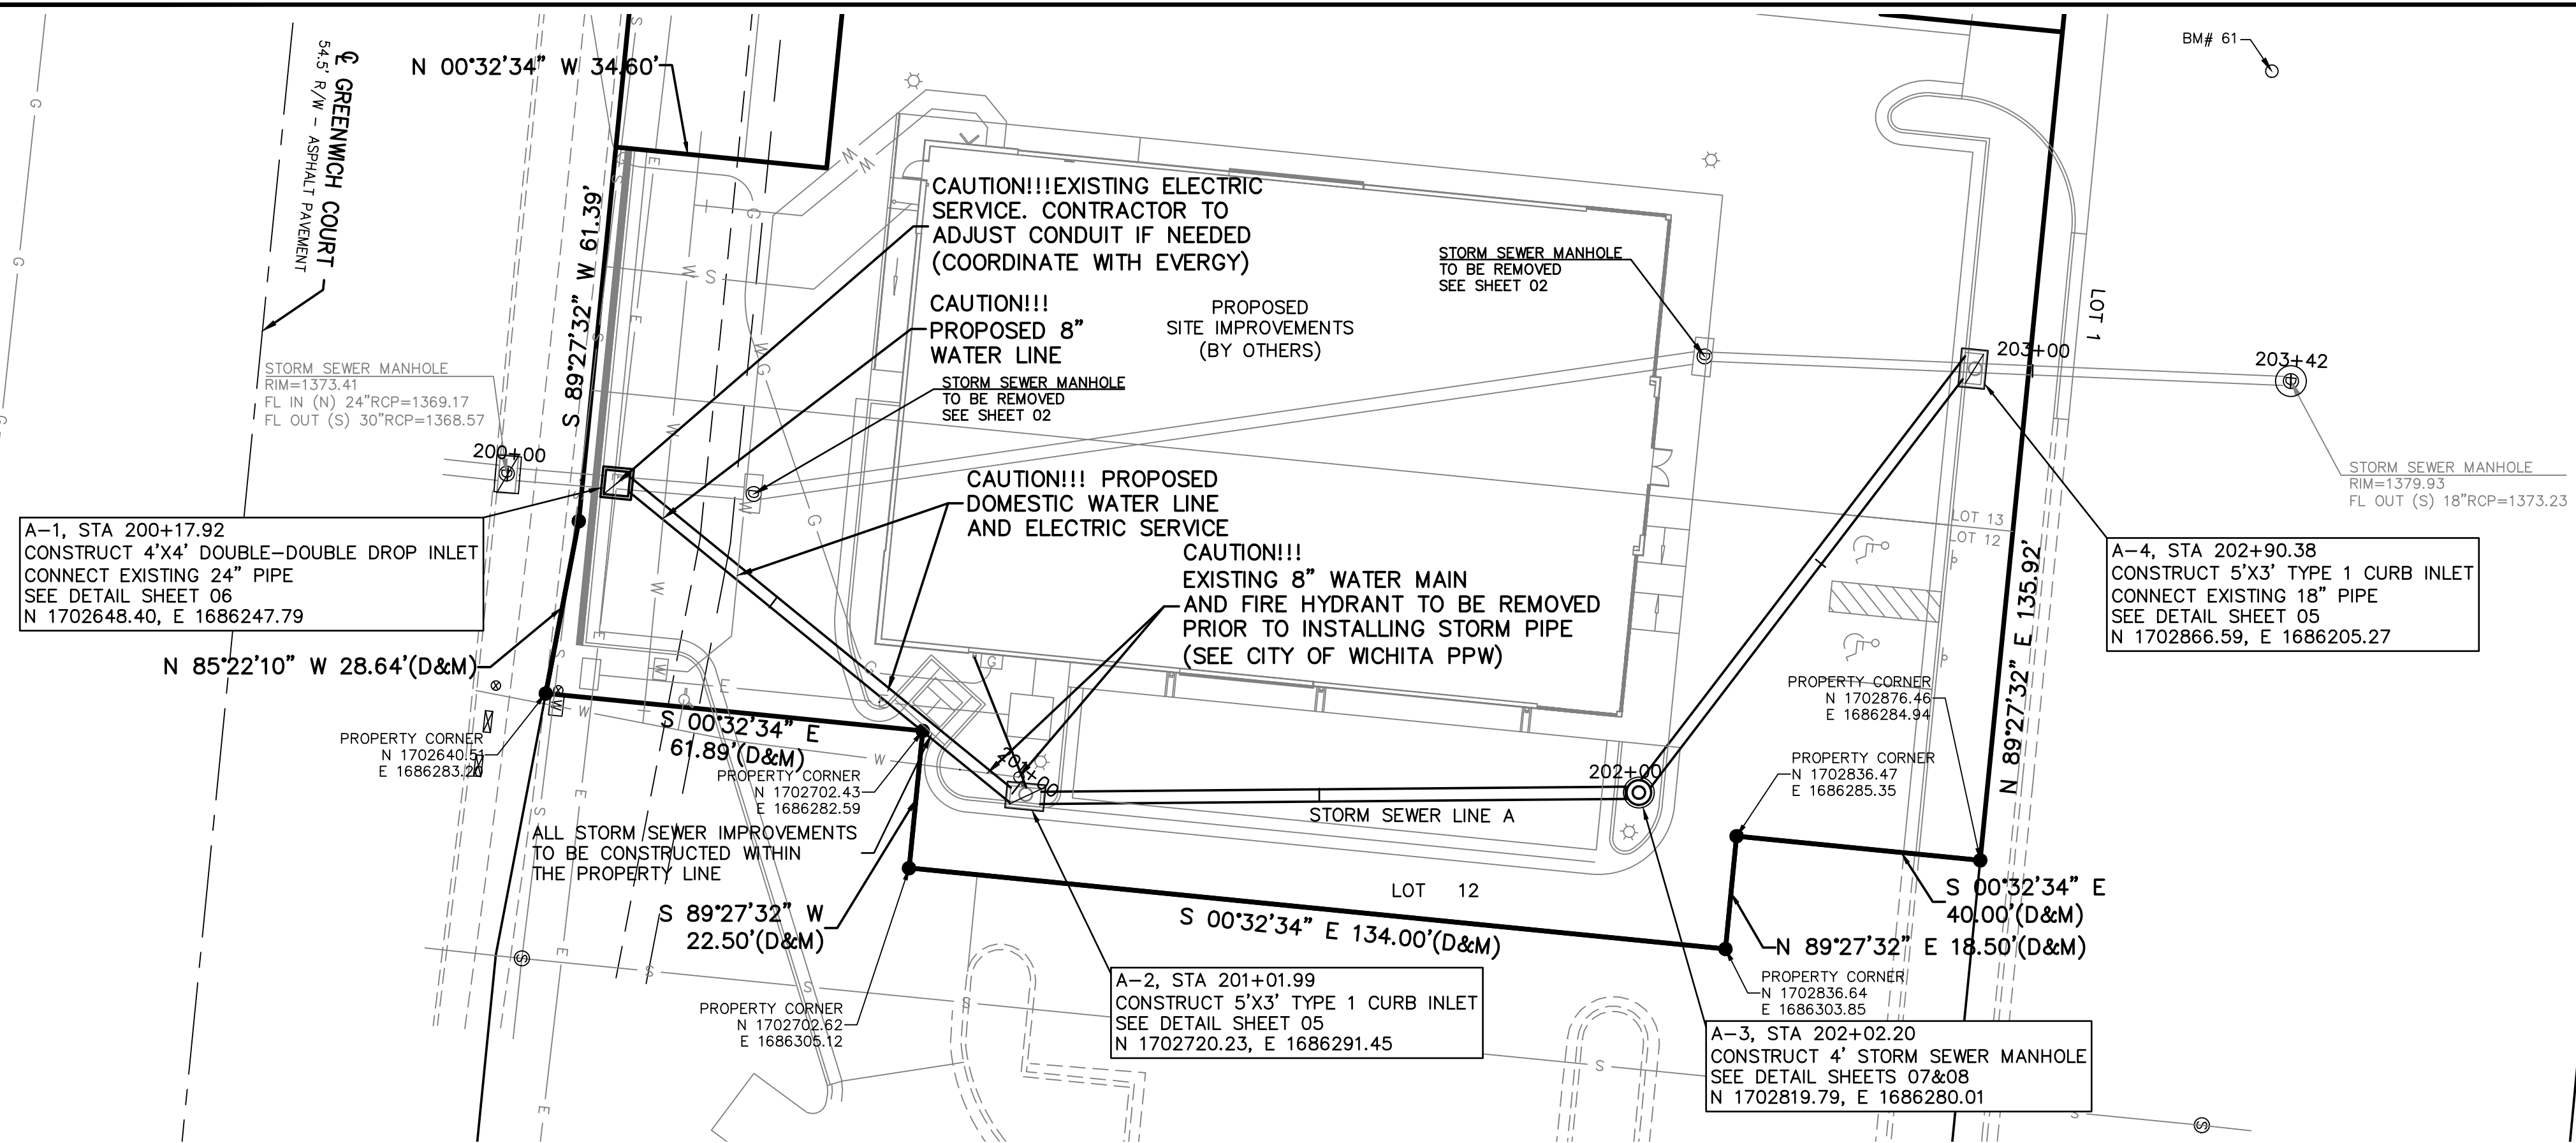 ℄ GREENWICH COURT
54.5' R/W - ASPHALT PAVEMENT
N 00°32'34" W 34.60'
S 89°27'32" W 61.39'
BM# 61
CAUTION!!!EXISTING ELECTRIC
SERVICE. CONTRACTOR TO
ADJUST CONDUIT IF NEEDED
(COORDINATE WITH EVERGY)
CAUTION!!!
PROPOSED 8"
WATER LINE
STORM SEWER MANHOLE
TO BE REMOVED
SEE SHEET 02
PROPOSED
SITE IMPROVEMENTS
(BY OTHERS)
STORM SEWER MANHOLE
TO BE REMOVED
SEE SHEET 02
LOT 1
203+00
203+42
STORM SEWER MANHOLE
RIM=1373.41
FL IN (N) 24"RCP=1369.17
FL OUT (S) 30"RCP=1368.57
200+00
CAUTION!!! PROPOSED
DOMESTIC WATER LINE
AND ELECTRIC SERVICE
CAUTION!!!
EXISTING 8" WATER MAIN
AND FIRE HYDRANT TO BE REMOVED
PRIOR TO INSTALLING STORM PIPE
(SEE CITY OF WICHITA PPW)
STORM SEWER MANHOLE
RIM=1379.93
FL OUT (S) 18"RCP=1373.23
LOT 13
LOT 12
A-1, STA 200+17.92
CONSTRUCT 4'X4' DOUBLE-DOUBLE DROP INLET
CONNECT EXISTING 24" PIPE
SEE DETAIL SHEET 06
N 1702648.40, E 1686247.79
A-4, STA 202+90.38
CONSTRUCT 5'X3' TYPE 1 CURB INLET
CONNECT EXISTING 18" PIPE
SEE DETAIL SHEET 05
N 1702866.59, E 1686205.27
N 89°27'32" E 135.92'
N 85°22'10" W 28.64'(D&M)
S 00°32'34" E
61.89'(D&M)
PROPERTY CORNER
N 1702640.51
E 1686283.20
PROPERTY CORNER
N 1702702.43
E 1686282.59
201+00
202+00
STORM SEWER LINE A
PROPERTY CORNER
N 1702876.46
E 1686284.94
PROPERTY CORNER
N 1702836.47
E 1686285.35
ALL STORM SEWER IMPROVEMENTS
TO BE CONSTRUCTED WITHIN
THE PROPERTY LINE
S 89°27'32" W
22.50'(D&M)
LOT 12
S 00°32'34" E 134.00'(D&M)
S 00°32'34" E
40.00'(D&M)
N 89°27'32" E 18.50'(D&M)
PROPERTY CORNER
N 1702836.64
E 1686303.85
PROPERTY CORNER
N 1702702.62
E 1686305.12
A-2, STA 201+01.99
CONSTRUCT 5'X3' TYPE 1 CURB INLET
SEE DETAIL SHEET 05
N 1702720.23, E 1686291.45
A-3, STA 202+02.20
CONSTRUCT 4' STORM SEWER MANHOLE
SEE DETAIL SHEETS 07&08
N 1702819.79, E 1686280.01